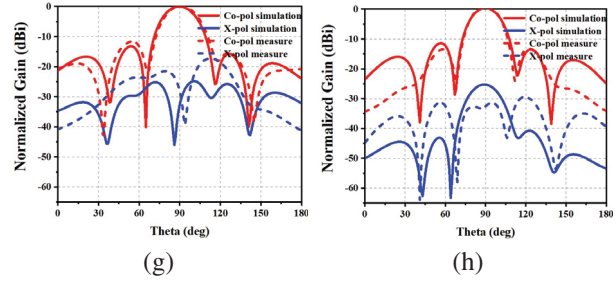 Normalized Gain (dBi)
0
-10
-20
-30
-40
-50
-60
Co-pol simulation
X-pol simulation
Co-pol measure
X-pol measure
0 30 60 90 120 150 180
Theta (deg)
(g)
Normalized Gain (dBi)
0
-10
-20
-30
-40
-50
-60
Co-pol simulation
X-pol simulation
Co-pol measure
X-pol measure
0 30 60 90 120 150 180
Theta (deg)
(h)